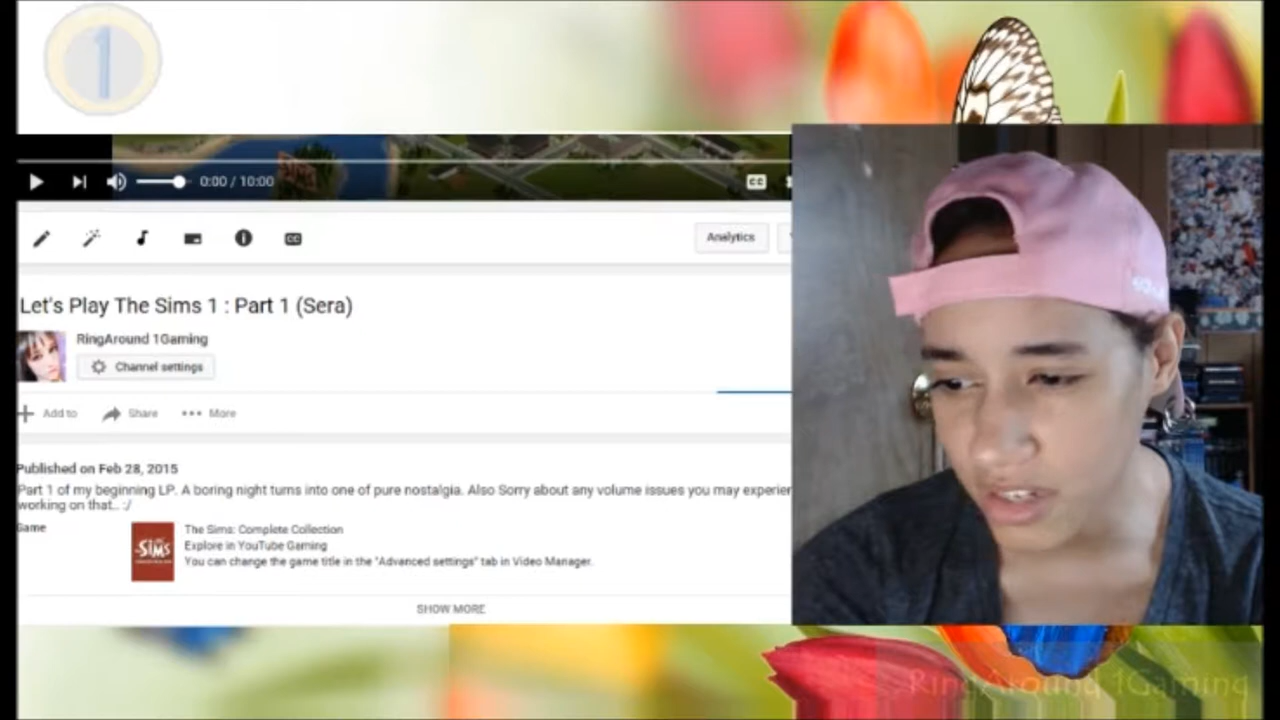 1
0:00 / 10:00
CC
CC
Analytics
Let's Play The Sims 1 : Part 1 (Sera)
RingAround 1Gaming
Channel settings
Add to
Share
More
Published on Feb 28, 2015
Part 1 of my beginning LP. A boring night turns into one of pure nostalgia. Also Sorry about any volume issues you may experien
working on that.. :/
Game
The Sims: Complete Collection
Explore in YouTube Gaming
SIMS
You can change the game title in the "Advanced settings" tab in Video Manager.
SHOW MORE
RingAround 1Gaming